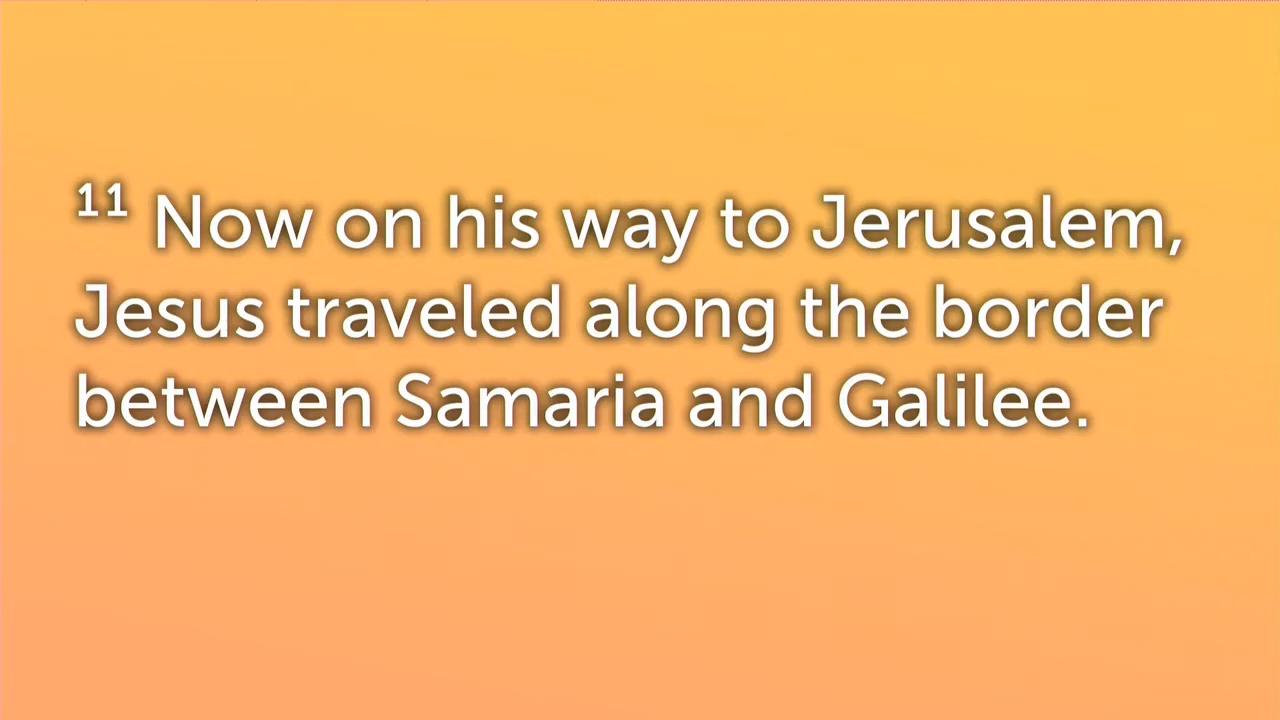 ¹¹ Now on his way to Jerusalem,
Jesus traveled along the border
between Samaria and Galilee.